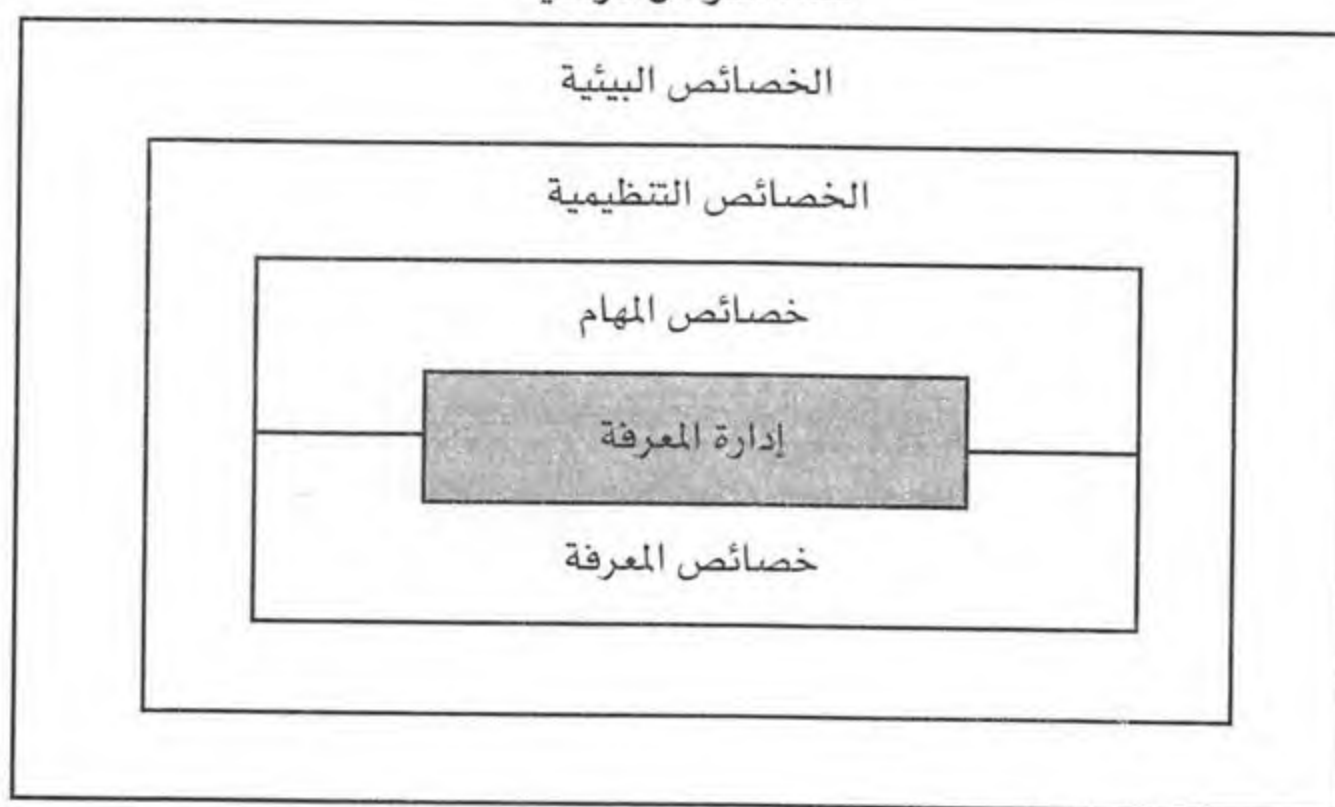 الخصائص البيئية
الخصائص التنظيمية
خصائص المهام
إدارة المعرفة
خصائص المعرفة